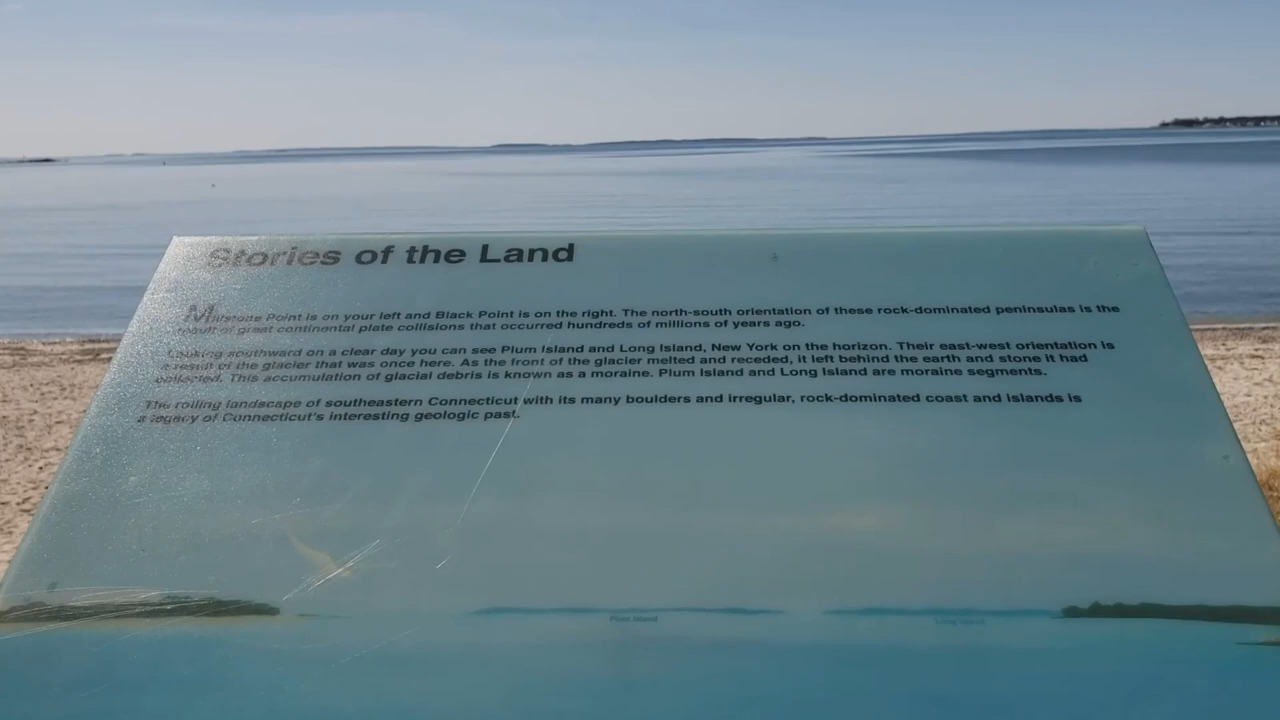 Stories of the Land
Millstone Point is on your left and Black Point is on the right. The north-south orientation of these rock-dominated peninsulas is the
result of great continental plate collisions that occurred hundreds of millions of years ago.
Looking southward on a clear day you can see Plum Island and Long Island, New York on the horizon. Their east-west orientation is
a result of the glacier that was once here. As the front of the glacier melted and receded, it left behind the earth and stone it had
collected. This accumulation of glacial debris is known as a moraine. Plum Island and Long Island are moraine segments.
The rolling landscape of southeastern Connecticut with its many boulders and irregular, rock-dominated coast and islands is
a legacy of Connecticut's interesting geologic past.
Plum Island
Long Island